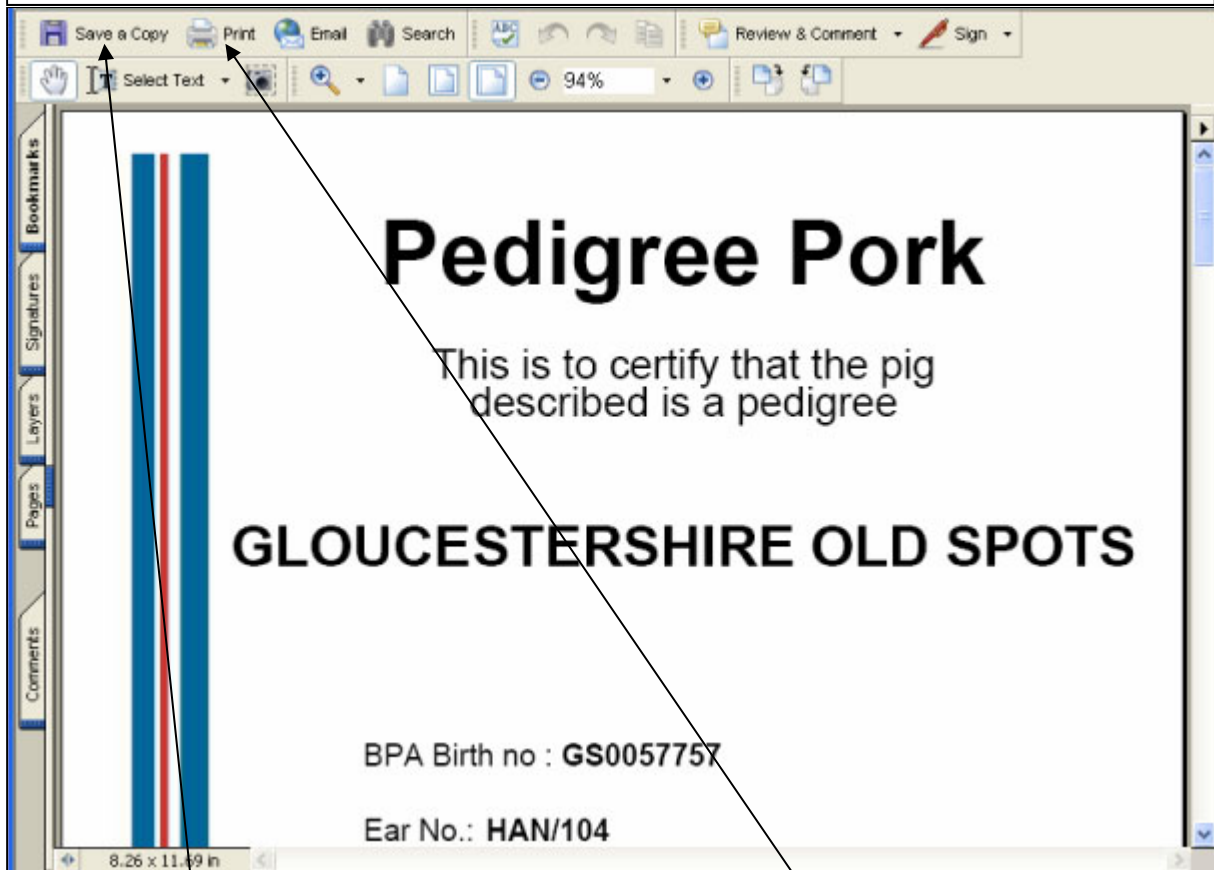 Save a Copy Print Email Search ABC Review & Comment Sign
Select Text 94%
Bookmarks
Signatures
Layers
Pages
Comments
Pedigree Pork
This is to certify that the pig
described is a pedigree
GLOUCESTERSHIRE OLD SPOTS
BPA Birth no : GS0057757
Ear No.: HAN/104
8.26 x 11.69 in